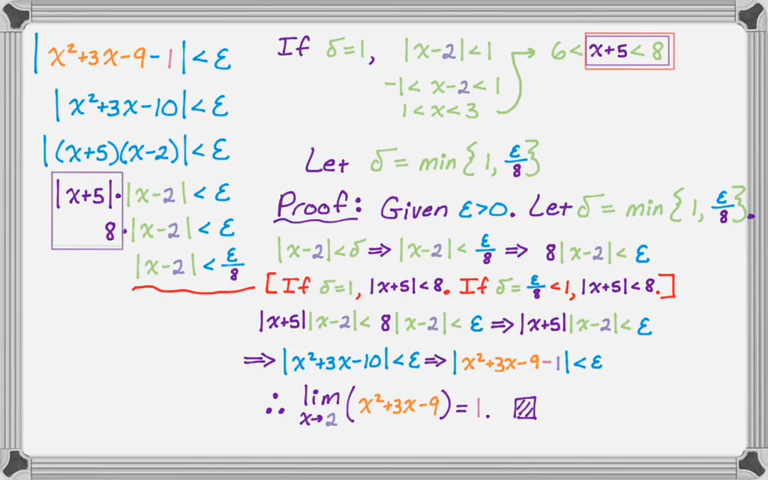 |x²+3x-9-1|<ε
|x²+3x-10|<ε
|(x+5)(x-2)|<ε
|x+5|·|x-2|<ε
8·|x-2|<ε
|x-2|<ε/8
If δ=1, |x-2|<1 → 6<x+5<8
-1<x-2<1
1<x<3
Let δ=min{1, ε/8}
Proof: Given ε>0. Let δ=min{1, ε/8}.
|x-2|<δ ⇒ |x-2|<ε/8 ⇒ 8|x-2|<ε
[If δ=1, |x+5|<8. If δ=ε/8<1, |x+5|<8.]
|x+5||x-2|<8|x-2|<ε ⇒ |x+5||x-2|<ε
⇒ |x²+3x-10|<ε ⇒ |x²+3x-9-1|<ε
∴ lim x→2 (x²+3x-9)=1. ▨